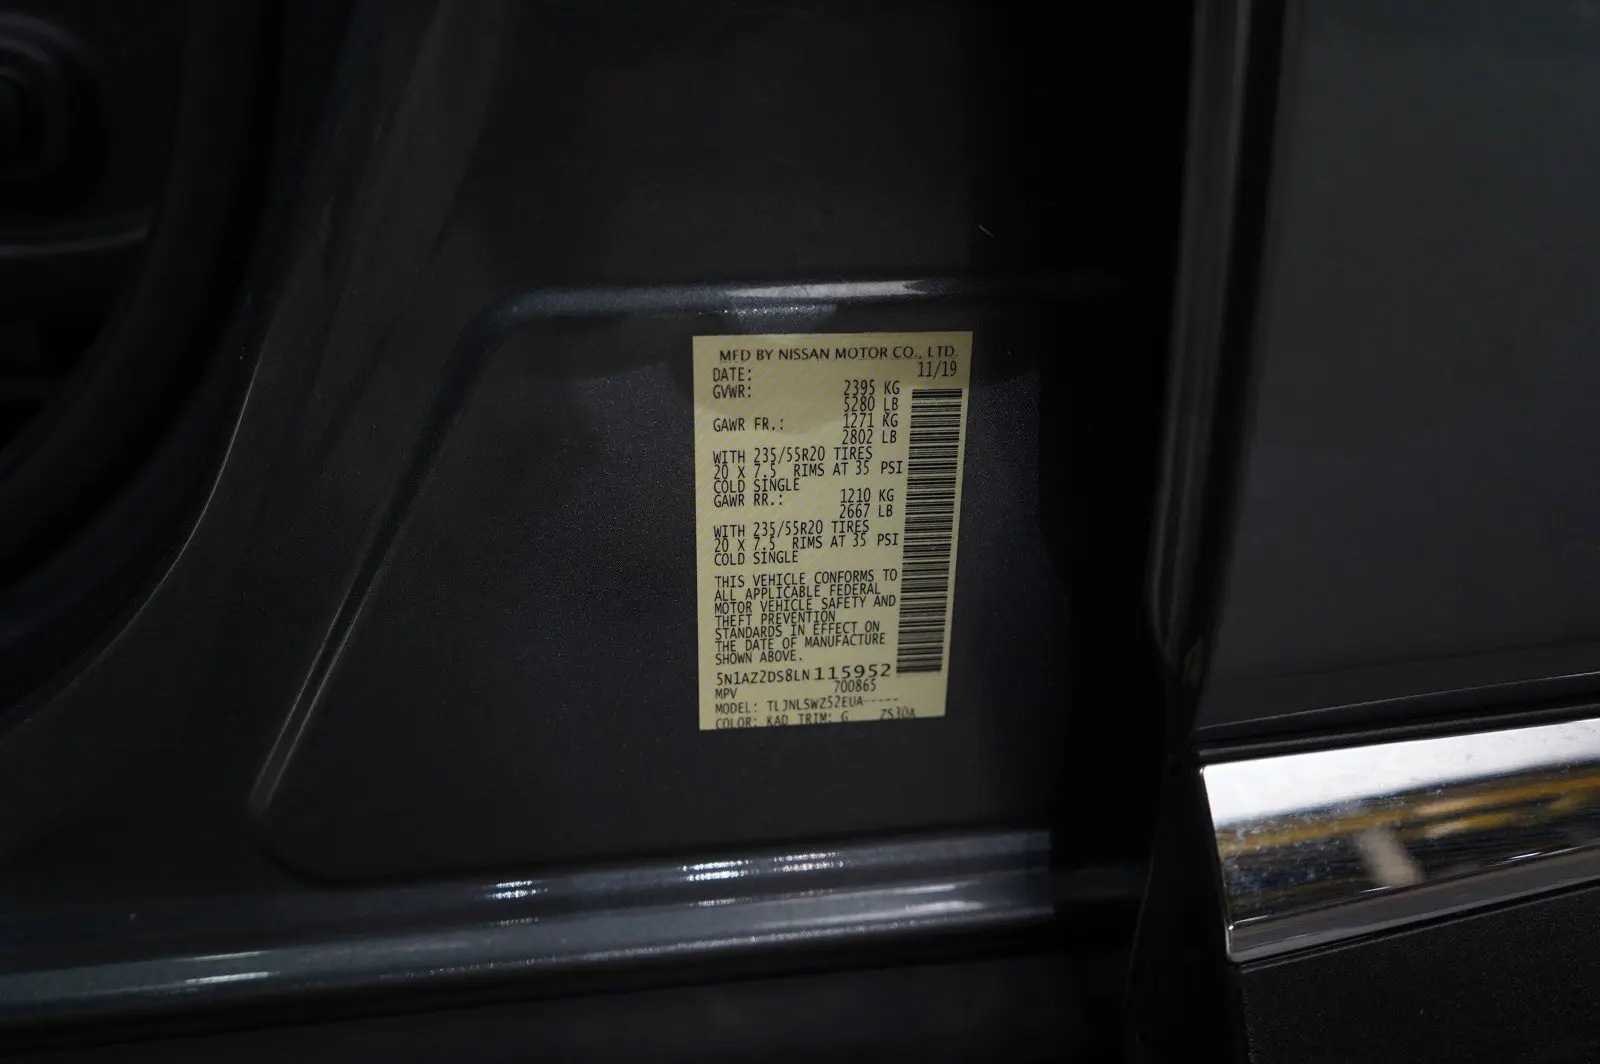 MFD BY NISSAN MOTOR CO., LTD.
DATE: 11/19
GVWR: 2395 KG
5280 LB
GAWR FR.: 1271 KG
2802 LB
WITH 235/55R20 TIRES
20 X 7.5 RIMS AT 35 PSI
COLD SINGLE
GAWR RR.: 1210 KG
2667 LB
WITH 235/55R20 TIRES
20 X 7.5 RIMS AT 35 PSI
COLD SINGLE
THIS VEHICLE CONFORMS TO
ALL APPLICABLE FEDERAL
MOTOR VEHICLE SAFETY AND
THEFT PREVENTION
STANDARDS IN EFFECT ON
THE DATE OF MANUFACTURE
SHOWN ABOVE.
5N1AZ2DS8LN115952
MPV 700865
MODEL: TLJNLSWZ52EUA-----
COLOR: KAD TRIM: G ZS30A